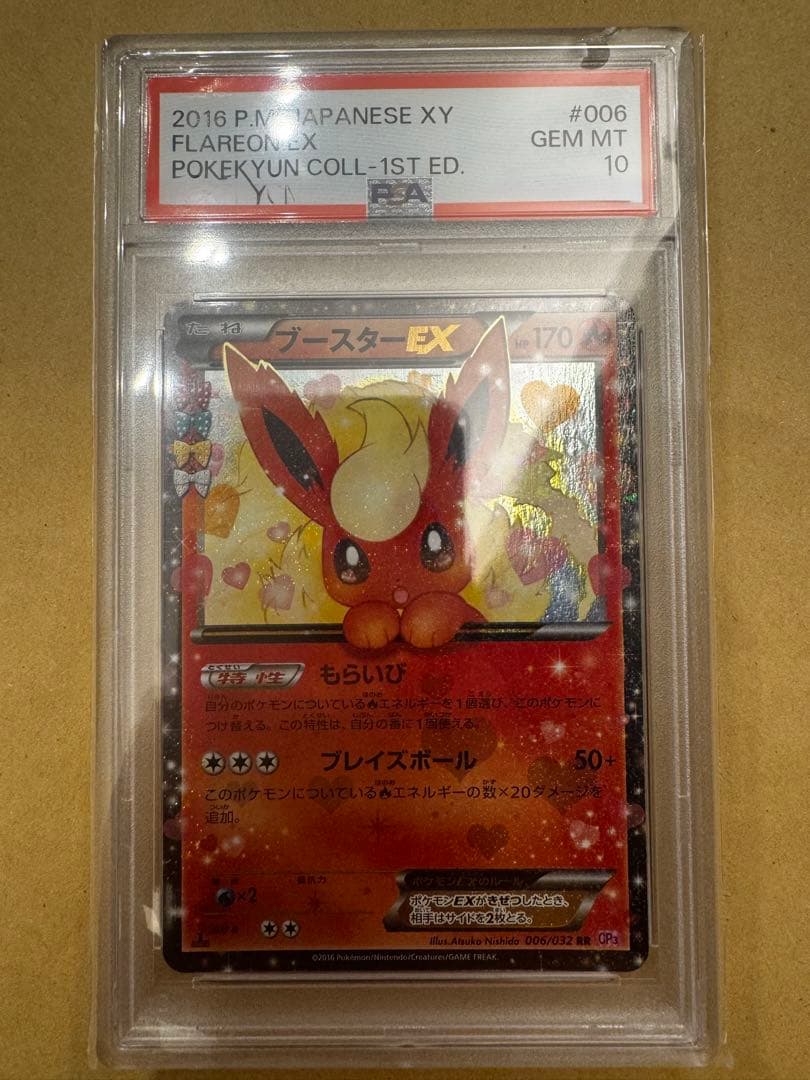 2016 P.M. JAPANESE XY #006
FLAREON EX GEM MT
POKEKYUN COLL-1ST ED. 10
PSA
たね ブースターEX HP170
とくせい
特性 もらいび
自分のポケモンについている エネルギーを1個選び、このポケモンに
つけ替える。この特性は、自分の番に1回使える。
ブレイズボール 50+
このポケモンについている エネルギーの数×20ダメージを
追加。
×2 抵抗力
ポケモンEXのルール
ポケモンEXがきぜつしたとき、
相手はサイドを2枚とる。
Illus.Atsuko Nishida 006/032 RR CP3
©2016 Pokémon/Nintendo/Creatures/GAME FREAK.